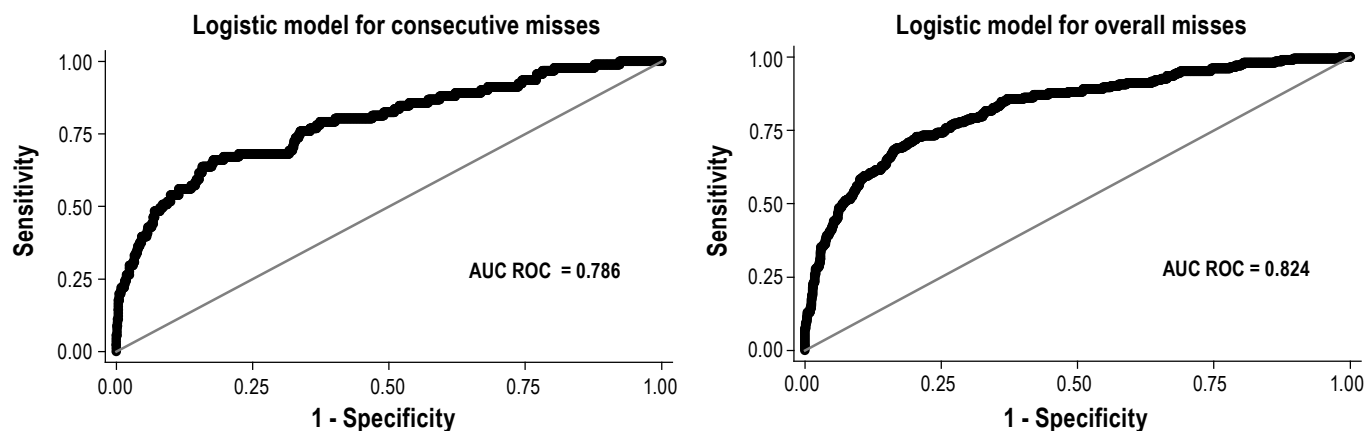 Logistic model for consecutive misses
1.00
0.75
0.50
0.25
0.00
Sensitivity
AUC ROC = 0.786
0.00 0.25 0.50 0.75 1.00
1 - Specificity
Logistic model for overall misses
1.00
0.75
0.50
0.25
0.00
Sensitivity
AUC ROC = 0.824
0.00 0.25 0.50 0.75 1.00
1 - Specificity